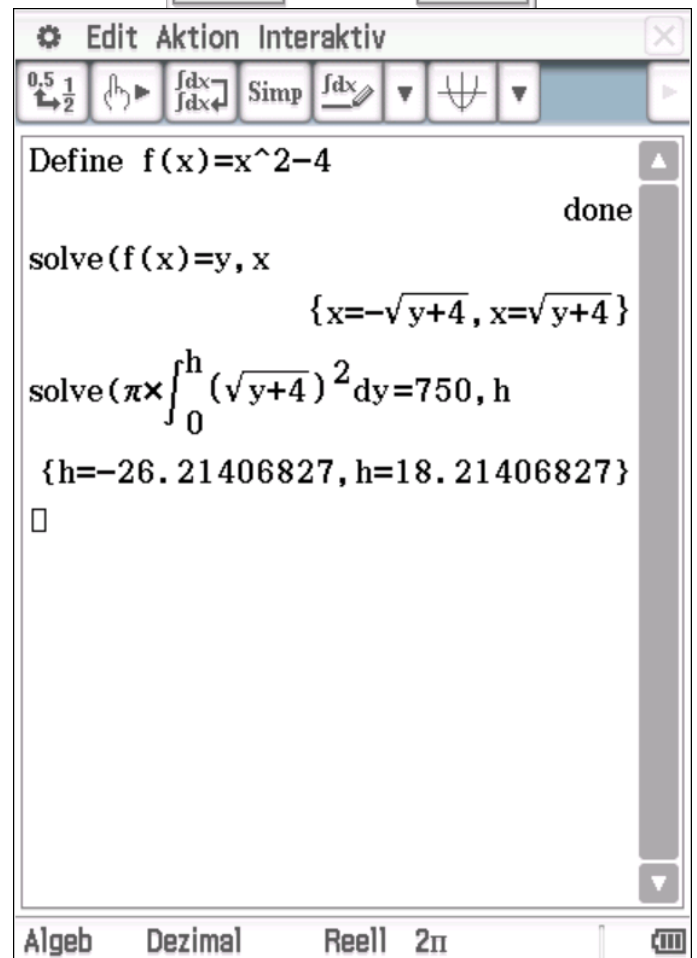 Edit Aktion Interaktiv
0.5 1 2 ∫dx ∫dx Simp ∫dx
Define f(x)=x^2-4
done
solve(f(x)=y,x
{x=-√y+4,x=√y+4}
solve(π×∫0^h(√y+4)^2dy=750,h
{h=-26.21406827,h=18.21406827}
Algeb Dezimal Reell 2π